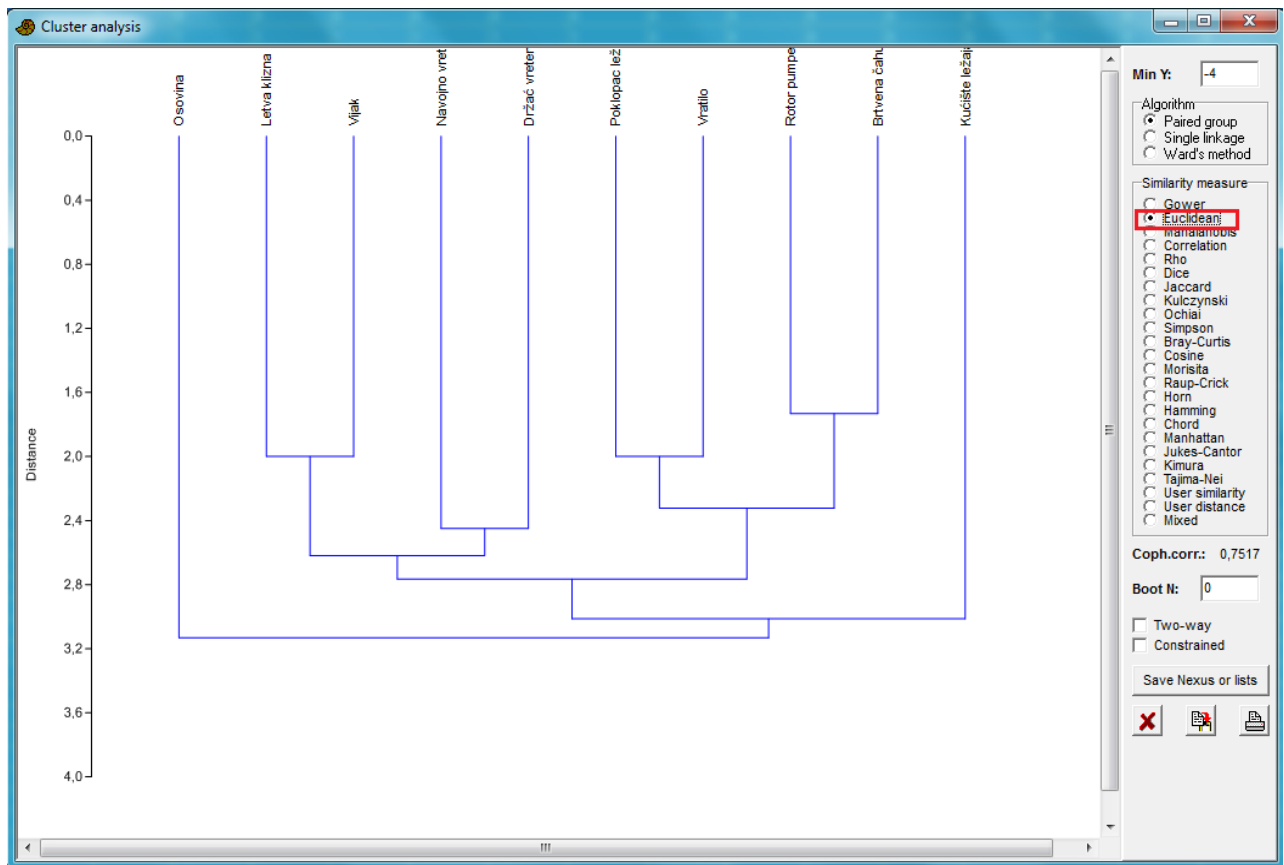 Cluster analysis
Osovina
Letva klizna
Vijak
Navojno vret
Držač vreten
Poklopac lež
Vratilo
Rotor pumpe
Brtvena čahu
Kućište ležaj
0,0
0,4
0,8
1,2
1,6
2,0
2,4
2,8
3,2
3,6
4,0
Distance
Min Y: -4
Algorithm
Paired group
Single linkage
Ward's method
Similarity measure
Gower
Euclidean
Mahalanobis
Correlation
Rho
Dice
Jaccard
Kulczynski
Ochiai
Simpson
Bray-Curtis
Cosine
Morisita
Raup-Crick
Horn
Hamming
Chord
Manhattan
Jukes-Cantor
Kimura
Tajima-Nei
User similarity
User distance
Mixed
Coph.corr.: 0,7517
Boot N: 0
Two-way
Constrained
Save Nexus or lists